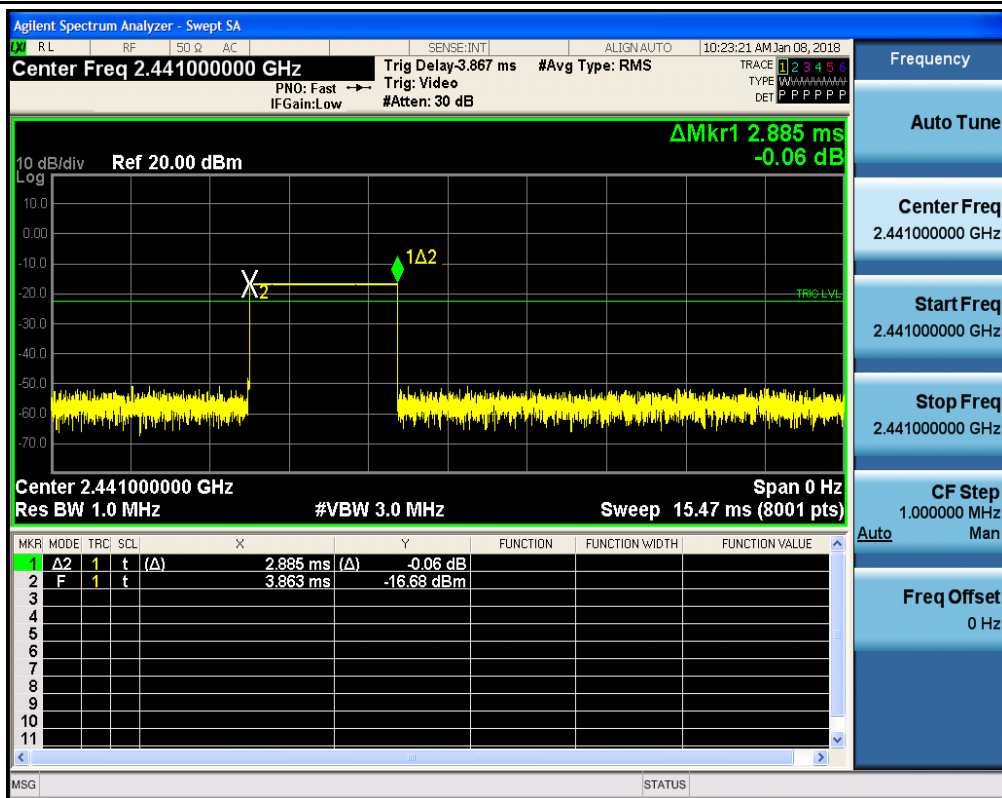 Agilent Spectrum Analyzer - Swept SA
LXI RL RF 50 Ω AC SENSE:INT ALIGN AUTO 10:23:21 AM Jan 08, 2018
Center Freq 2.441000000 GHz
PNO: Fast
IFGain:Low
Trig Delay-3.867 ms
Trig: Video
#Atten: 30 dB
#Avg Type: RMS
TRACE 1 2 3 4 5 6
TYPE W
DET P P P P P P
ΔMkr1 2.885 ms
-0.06 dB
10 dB/div Ref 20.00 dBm
Log
10.0
0.00
-10.0
-20.0
-30.0
-40.0
-50.0
-60.0
-70.0
1Δ2
2
TRIG LVL
Center 2.441000000 GHz Span 0 Hz
Res BW 1.0 MHz #VBW 3.0 MHz Sweep 15.47 ms (8001 pts)
MKR MODE TRC SCL X Y FUNCTION FUNCTION WIDTH FUNCTION VALUE
1 Δ2 1 t (Δ) 2.885 ms (Δ) -0.06 dB
2 F 1 t 3.863 ms -16.68 dBm
3
4
5
6
7
8
9
10
11
MSG STATUS
Frequency
Auto Tune
Center Freq
2.441000000 GHz
Start Freq
2.441000000 GHz
Stop Freq
2.441000000 GHz
CF Step
1.000000 MHz
Auto Man
Freq Offset
0 Hz